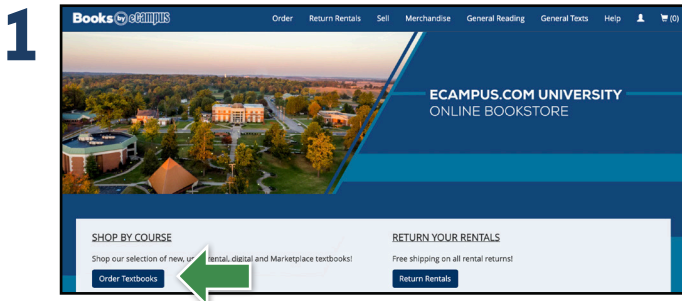 1
Books by eCampus
Order Return Rentals Sell Merchandise General Reading General Texts Help (0)
ECAMPUS.COM UNIVERSITY
ONLINE BOOKSTORE
SHOP BY COURSE
Shop our selection of new, rental, digital and Marketplace textbooks!
Order Textbooks
RETURN YOUR RENTALS
Free shipping on all rental returns!
Return Rentals